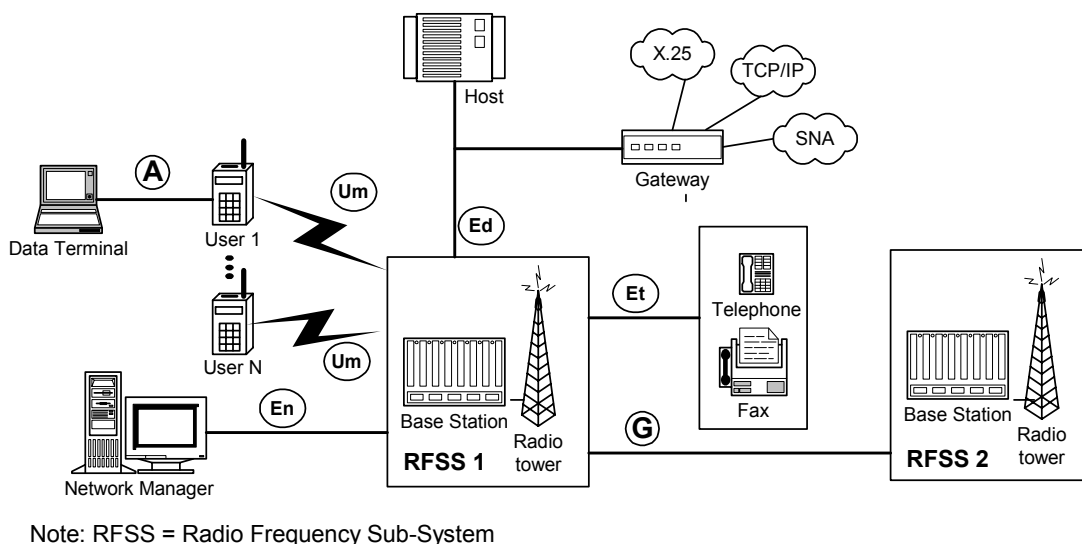 X.25
TCP/IP
SNA
Host
Gateway
A
Um
Ed
Data Terminal
User 1
Et
Telephone
User N
Um
En
Base Station
Fax
Base Station
G
Radio
tower
Radio
tower
RFSS 1
RFSS 2
Network Manager
Note: RFSS = Radio Frequency Sub-System